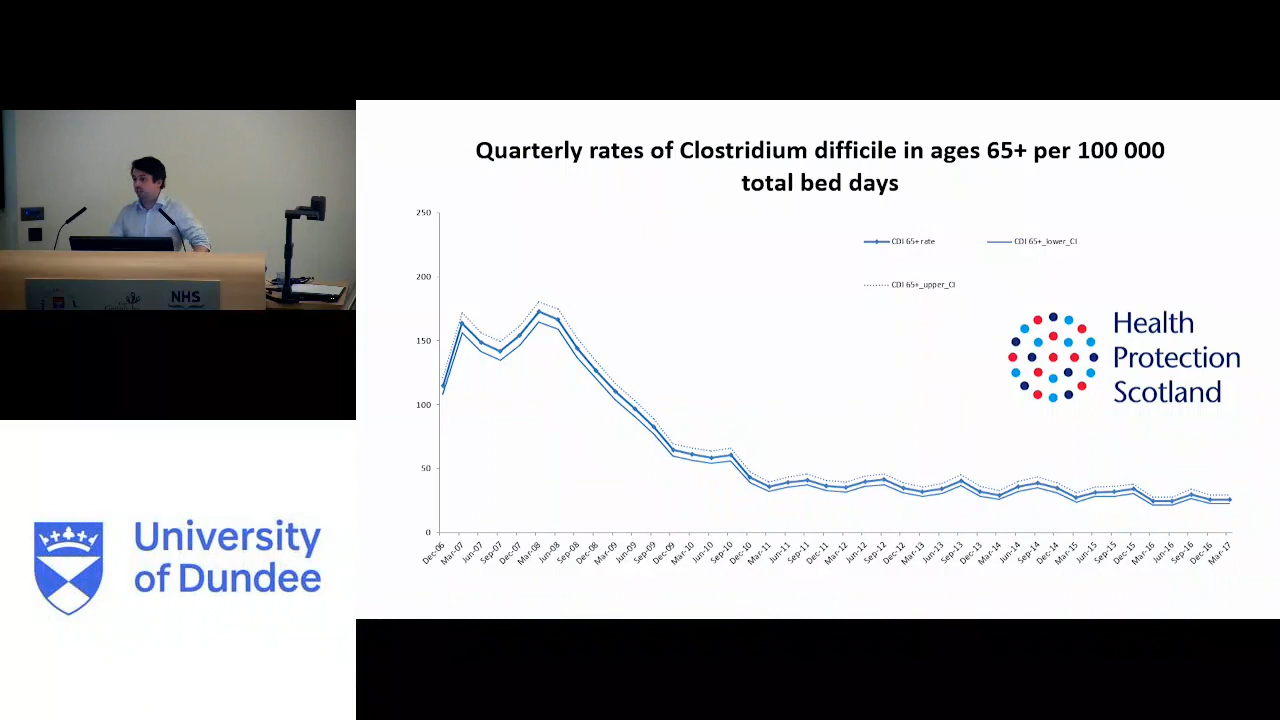 Quarterly rates of Clostridium difficile in ages 65+ per 100 000
total bed days
250
200
150
100
50
0
CDI 65+ rate
CDI 65+_lower_CI
CDI 65+_upper_CI
Dec-06
Mar-07
Jun-07
Sep-07
Dec-07
Mar-08
Jun-08
Sep-08
Dec-08
Mar-09
Jun-09
Sep-09
Dec-09
Mar-10
Jun-10
Sep-10
Dec-10
Mar-11
Jun-11
Sep-11
Dec-11
Mar-12
Jun-12
Sep-12
Dec-12
Mar-13
Jun-13
Sep-13
Dec-13
Mar-14
Jun-14
Sep-14
Dec-14
Mar-15
Jun-15
Sep-15
Dec-15
Mar-16
Jun-16
Sep-16
Dec-16
Mar-17
Health
Protection
Scotland
NHS
University
of Dundee